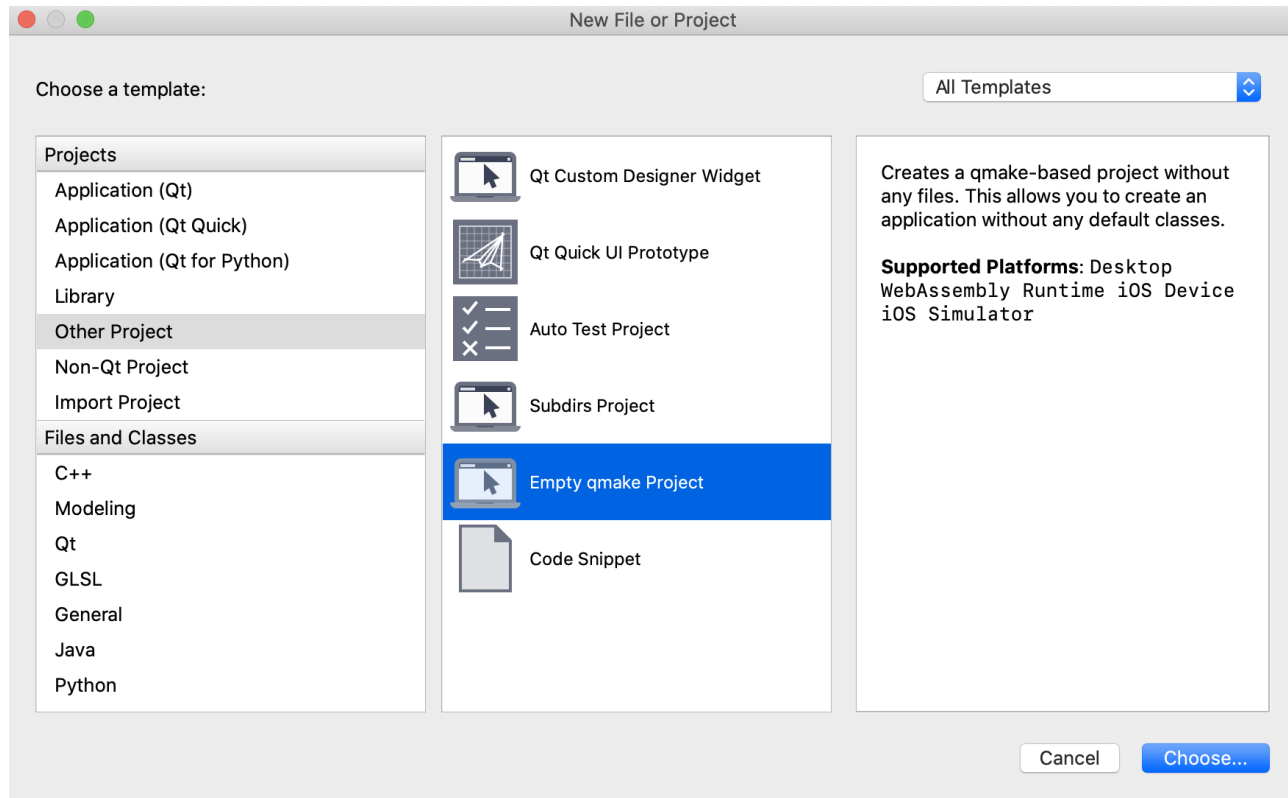 New File or Project
Choose a template:
All Templates
Projects
Application (Qt)
Application (Qt Quick)
Application (Qt for Python)
Library
Other Project
Non-Qt Project
Import Project
Files and Classes
C++
Modeling
Qt
GLSL
General
Java
Python
Qt Custom Designer Widget
Qt Quick UI Prototype
Auto Test Project
Subdirs Project
Empty qmake Project
Code Snippet
Creates a qmake-based project without
any files. This allows you to create an
application without any default classes.
Supported Platforms: Desktop
WebAssembly Runtime iOS Device
iOS Simulator
Cancel
Choose...